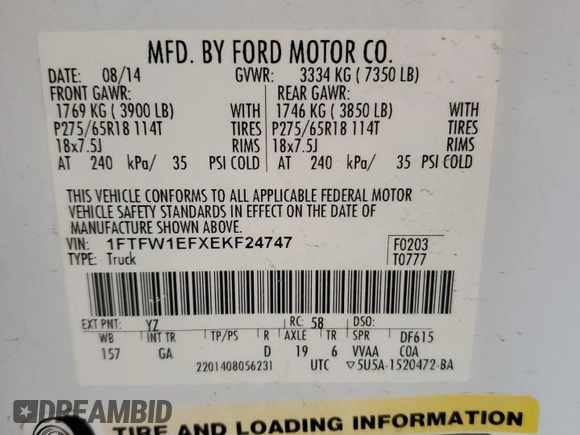 MFD. BY FORD MOTOR CO.
DATE: 08/14 GVWR: 3334 KG ( 7350 LB)
FRONT GAWR: REAR GAWR:
1769 KG ( 3900 LB) WITH 1746 KG ( 3850 LB) WITH
P275/65R18 114T TIRES P275/65R18 114T TIRES
18x7.5J RIMS 18x7.5J RIMS
AT 240 kPa/ 35 PSI COLD AT 240 kPa/ 35 PSI COLD
THIS VEHICLE CONFORMS TO ALL APPLICABLE FEDERAL MOTOR
VEHICLE SAFETY STANDARDS IN EFFECT ON THE DATE OF
MANUFACTURE SHOWN ABOVE.
VIN: 1FTFW1EFXEKF24747 F0203
TYPE: Truck T0777
EXT PNT: YZ RC: 58 DSO:
WB INT TR TP/PS R AXLE TR SPR DF615
157 GA D 19 6 VVAA COA
2201408056231 UTC ▽5U5A-1520472-BA
DREAMBID
TIRE AND LOADING INFORMATION